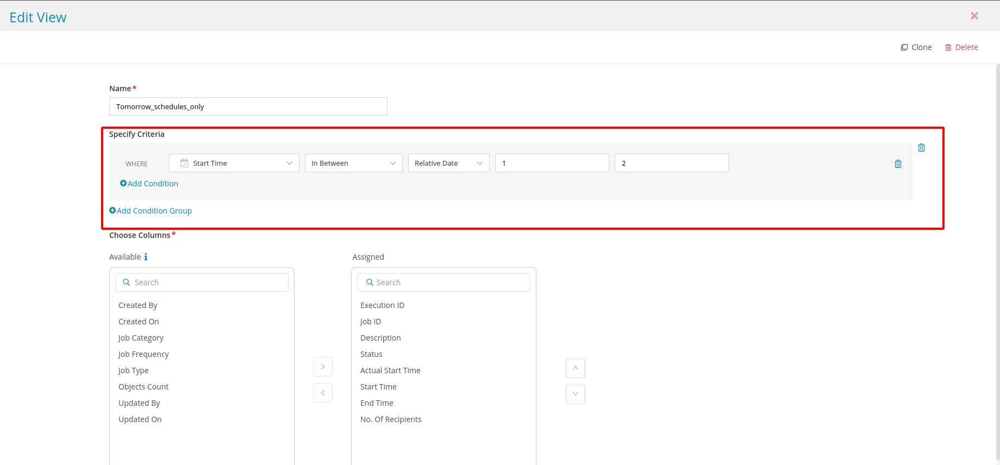 Edit View
Clone Delete
Name*
Tomorrow_schedules_only
Specify Criteria
WHERE Start Time In Between Relative Date 1 2
Add Condition
Add Condition Group
Choose Columns*
Available Assigned
Search Search
Created By Execution ID
Created On Job ID
Job Category Description
Job Frequency Status
Job Type Actual Start Time
Objects Count Start Time
Updated By End Time
Updated On No. Of Recipients